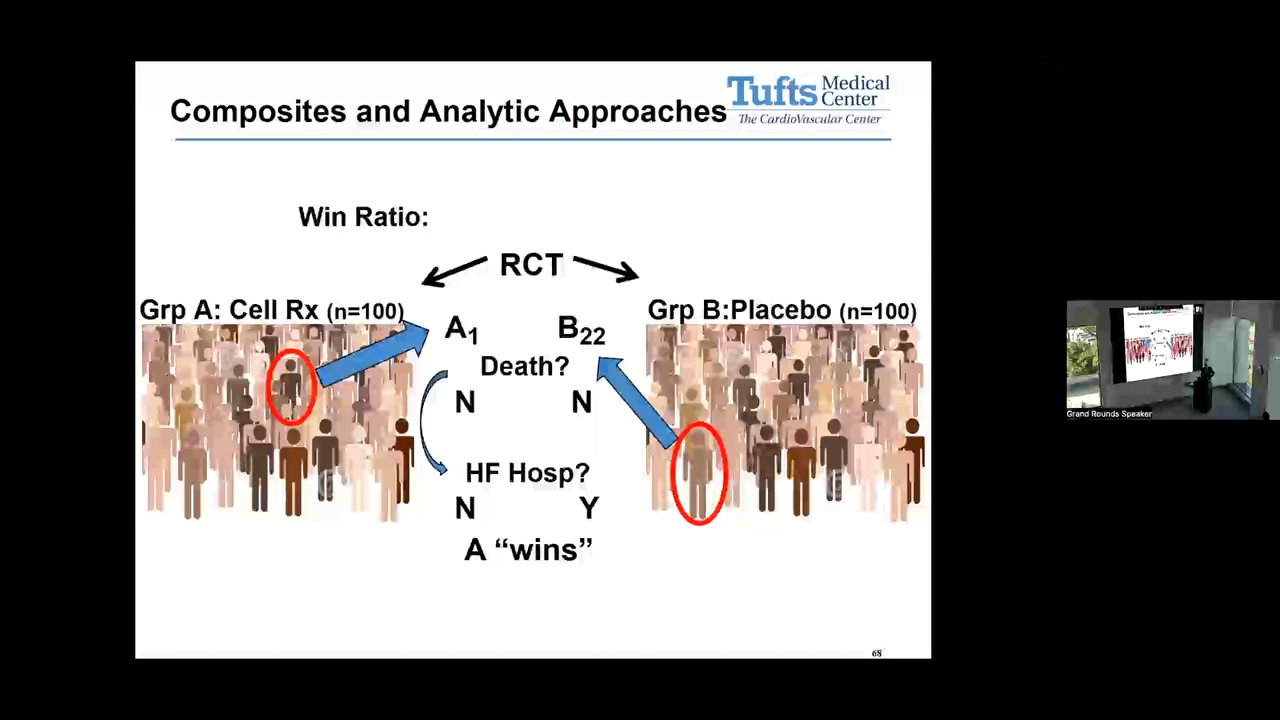 Composites and Analytic Approaches
Tufts Medical Center
The CardioVascular Center
Win Ratio:
RCT
Grp A: Cell Rx (n=100)
Grp B:Placebo (n=100)
A1 B22
Death?
N N
HF Hosp?
N Y
A “wins”
68
Grand Rounds Speaker